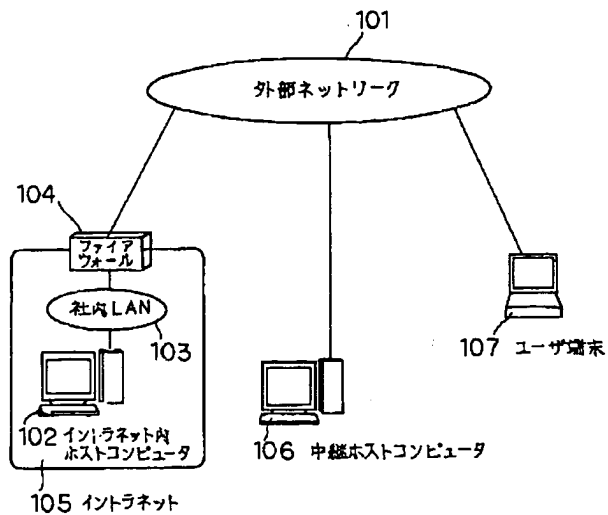 101
外部ネットワーク
104
ファイア
ウォール
社内LAN
103
107 ユーザ端末
102 イントラネット内
ホストコンピュータ
106 中継ホストコンピュータ
105 イントラネット